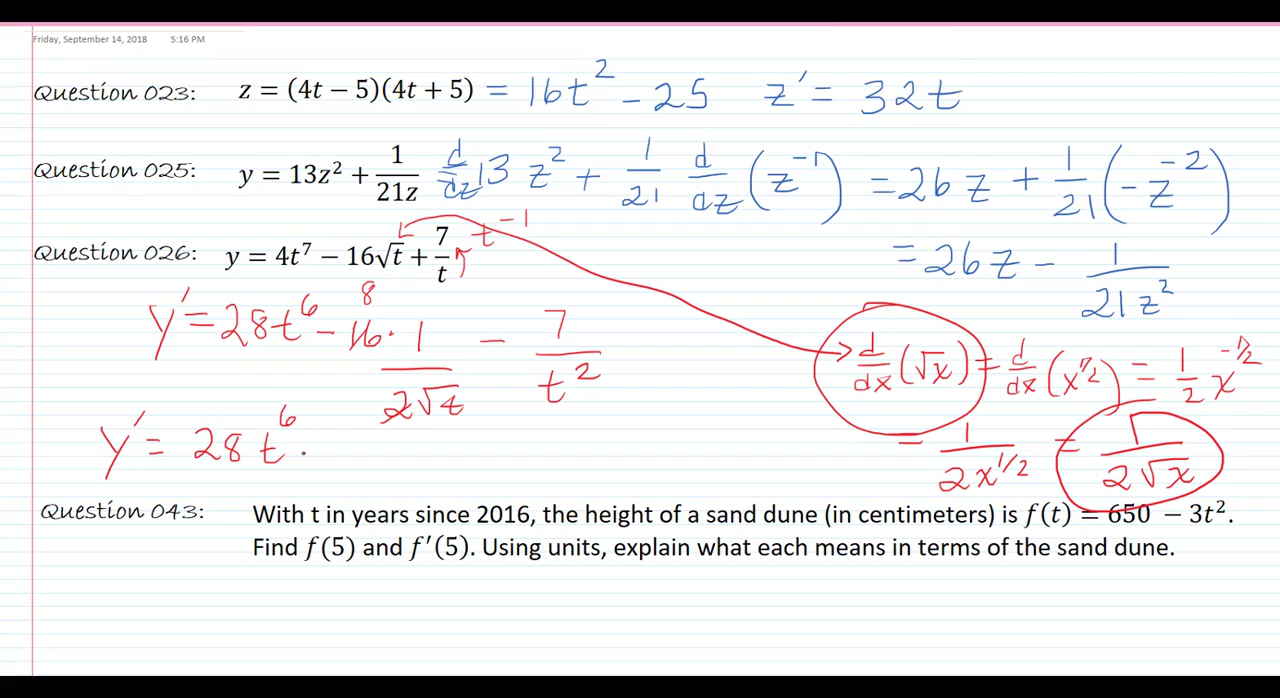 Friday, September 14, 2018 5:16 PM
Question 023: z = (4t − 5)(4t + 5) = 16t² − 25 z' = 32t
Question 025: y = 13z² + 1/(21z) d/dz 13z² + 1/21 d/dz (z⁻¹) = 26z + 1/21 (−z⁻²)
= 26z − 1/(21z²)
Question 026: y = 4t⁷ − 16√t + 7/t t⁻¹
8
y' = 28t⁶ − 16 · 1/(2√t) − 7/t²
d/dx (√x) = d/dx (x^1/2) = 1/2 x^−1/2
= 1/(2x^1/2) = 1/(2√x)
y' = 28t⁶
Question 043: With t in years since 2016, the height of a sand dune (in centimeters) is f(t) = 650 − 3t².
Find f(5) and f'(5). Using units, explain what each means in terms of the sand dune.